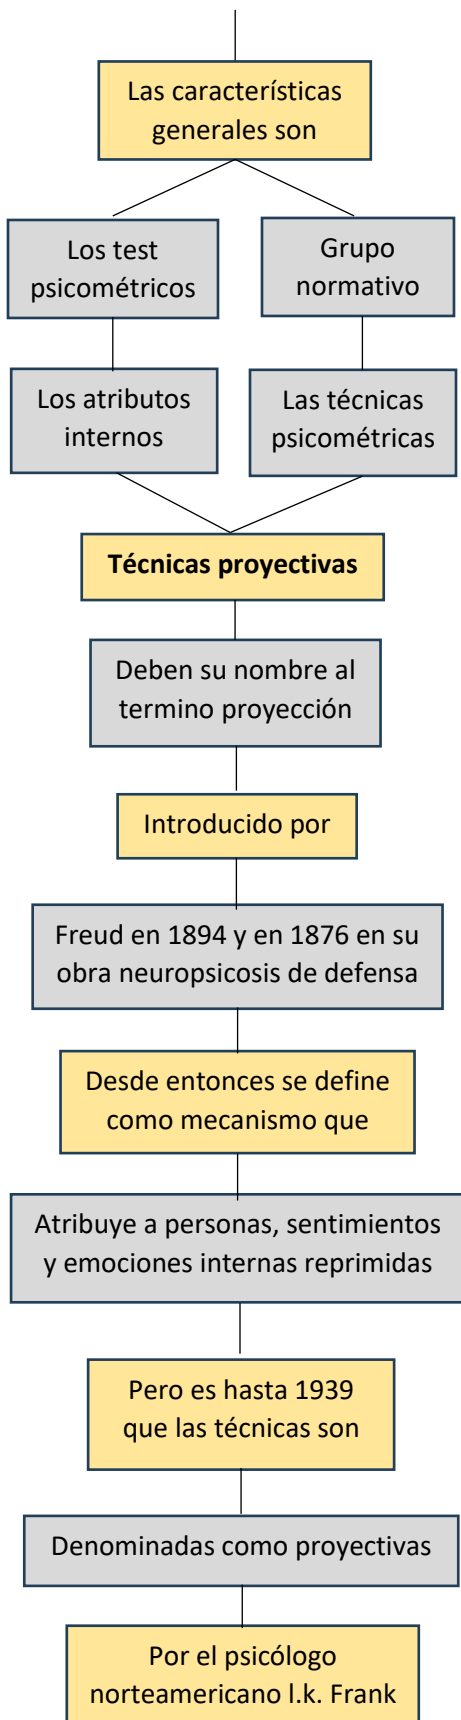 Las características
generales son
Los test
psicométricos
Grupo
normativo
Los atributos
internos
Las técnicas
psicométricas
Técnicas proyectivas
Deben su nombre al
termino proyección
Introducido por
Freud en 1894 y en 1876 en su
obra neuropsicosis de defensa
Desde entonces se define
como mecanismo que
Atribuye a personas, sentimientos
y emociones internas reprimidas
Pero es hasta 1939
que las técnicas son
Denominadas como proyectivas
Por el psicólogo
norteamericano l.k. Frank